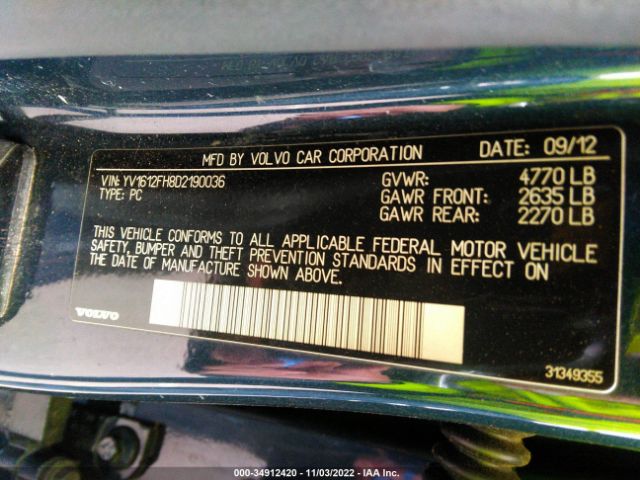 MFD BY VOLVO CAR CORPORATION DATE: 09/12
VIN: YV1612FH8D2190036 GVWR: 4770 LB
TYPE: PC GAWR FRONT: 2635 LB
GAWR REAR: 2270 LB
THIS VEHICLE CONFORMS TO ALL APPLICABLE FEDERAL MOTOR VEHICLE
SAFETY, BUMPER AND THEFT PREVENTION STANDARDS IN EFFECT ON
THE DATE OF MANUFACTURE SHOWN ABOVE.
VOLVO
31349355
000-34912420 - 11/03/2022 - IAA Inc.